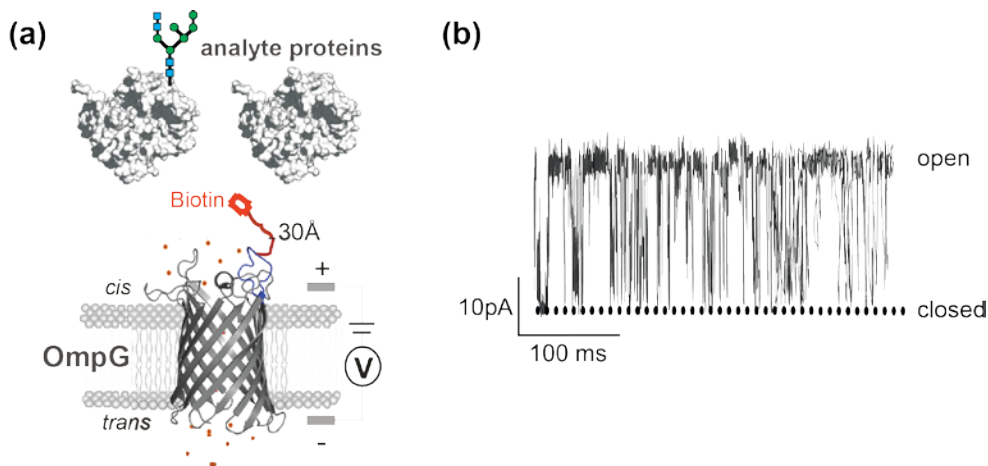 (a)
analyte proteins
Biotin
30Å
+
cis
OmpG
V
trans
-
(b)
open
10pA
closed
100 ms